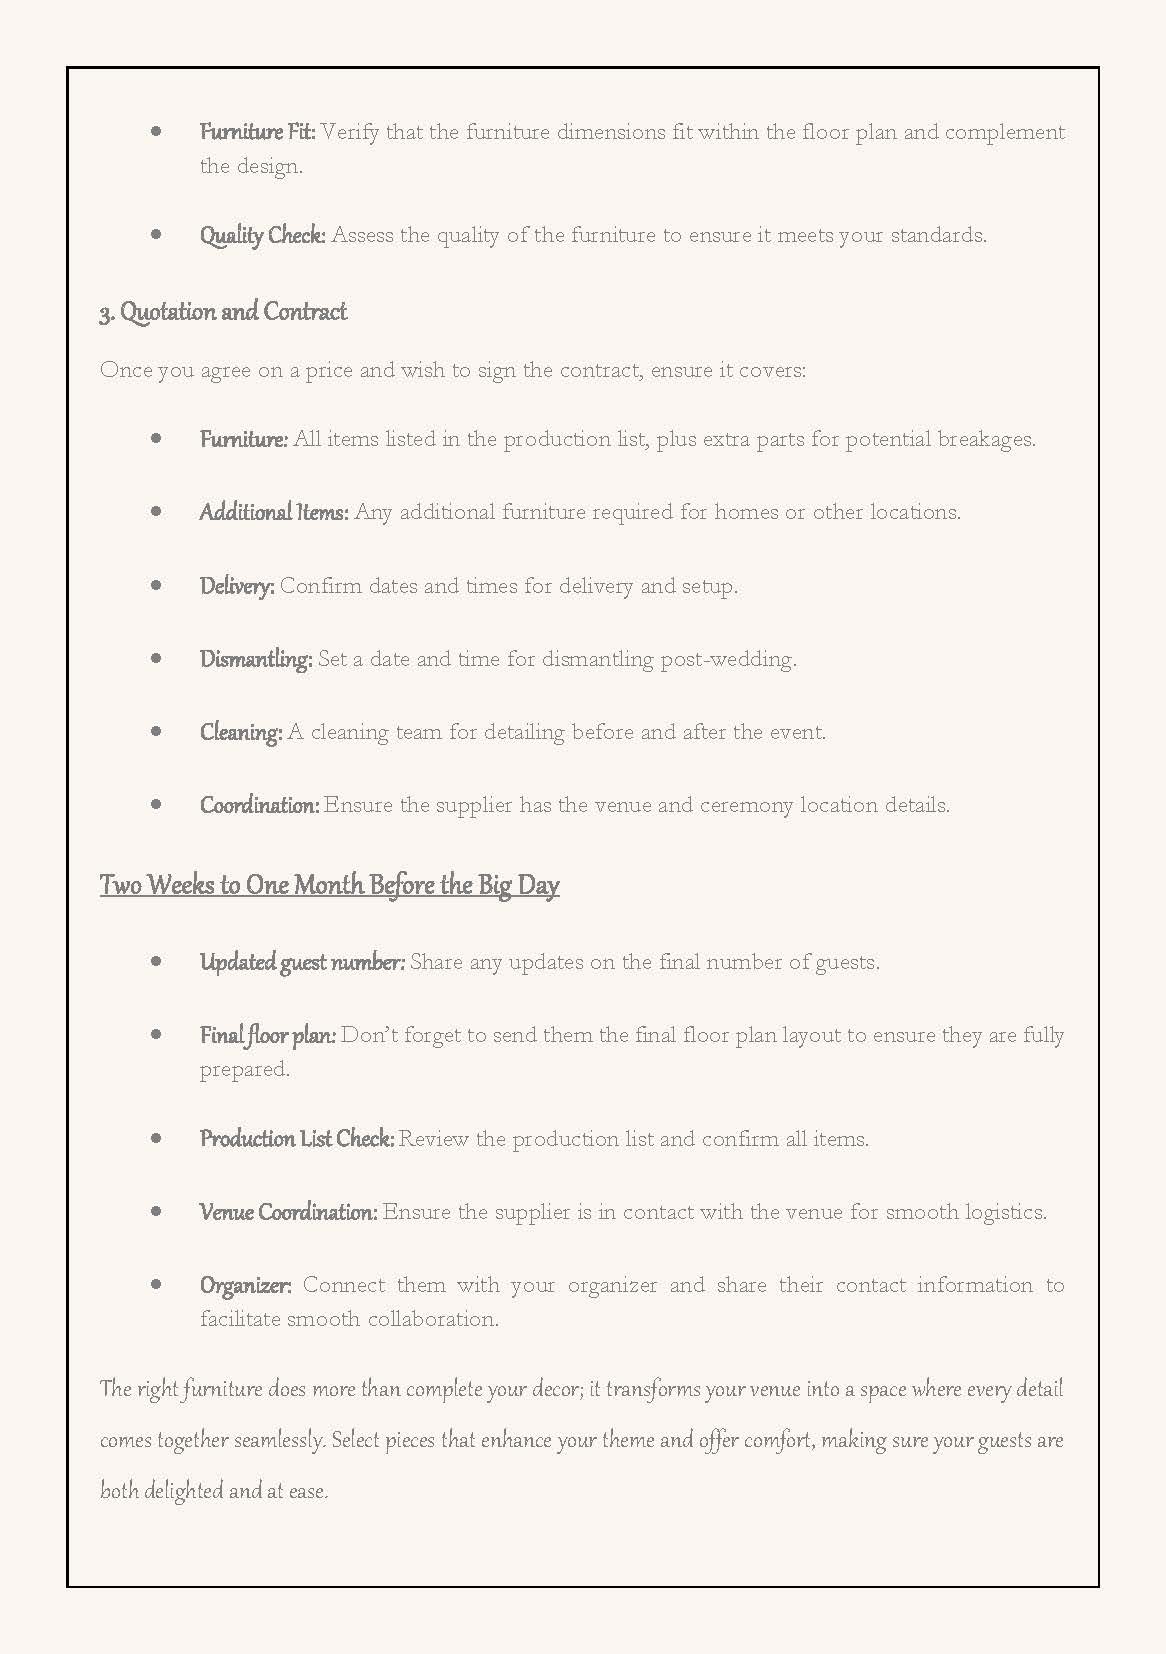 • Furniture Fit: Verify that the furniture dimensions fit within the floor plan and complement
the design.
• Quality Check: Assess the quality of the furniture to ensure it meets your standards.
3. Quotation and Contract
Once you agree on a price and wish to sign the contract, ensure it covers:
• Furniture: All items listed in the production list, plus extra parts for potential breakages.
• Additional Items: Any additional furniture required for homes or other locations.
• Delivery: Confirm dates and times for delivery and setup.
• Dismantling: Set a date and time for dismantling post-wedding.
• Cleaning: A cleaning team for detailing before and after the event.
• Coordination: Ensure the supplier has the venue and ceremony location details.
Two Weeks to One Month Before the Big Day
• Updated guest number: Share any updates on the final number of guests.
• Final floor plan: Don’t forget to send them the final floor plan layout to ensure they are fully
prepared.
• Production List Check: Review the production list and confirm all items.
• Venue Coordination: Ensure the supplier is in contact with the venue for smooth logistics.
• Organizer: Connect them with your organizer and share their contact information to
facilitate smooth collaboration.
The right furniture does more than complete your decor; it transforms your venue into a space where every detail
comes together seamlessly. Select pieces that enhance your theme and offer comfort, making sure your guests are
both delighted and at ease.